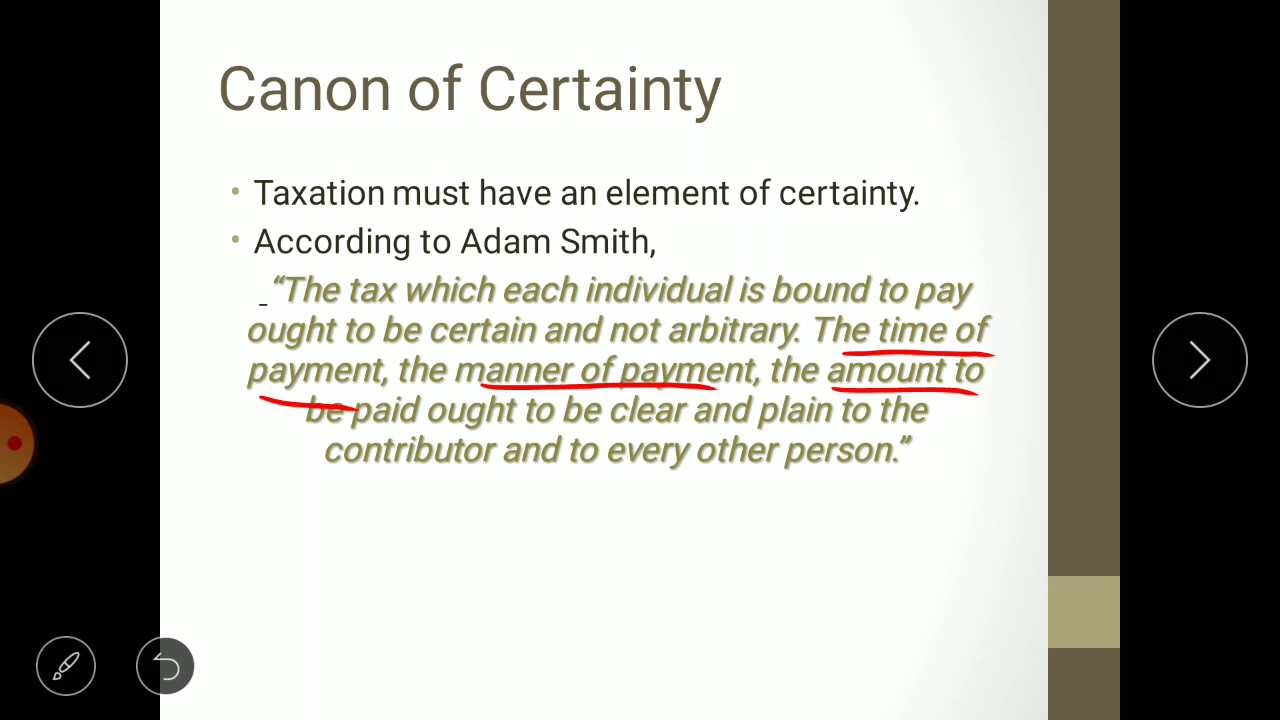 Canon of Certainty
• Taxation must have an element of certainty.
• According to Adam Smith,
“The tax which each individual is bound to pay
ought to be certain and not arbitrary. The time of
payment, the manner of payment, the amount to
be paid ought to be clear and plain to the
contributor and to every other person.”